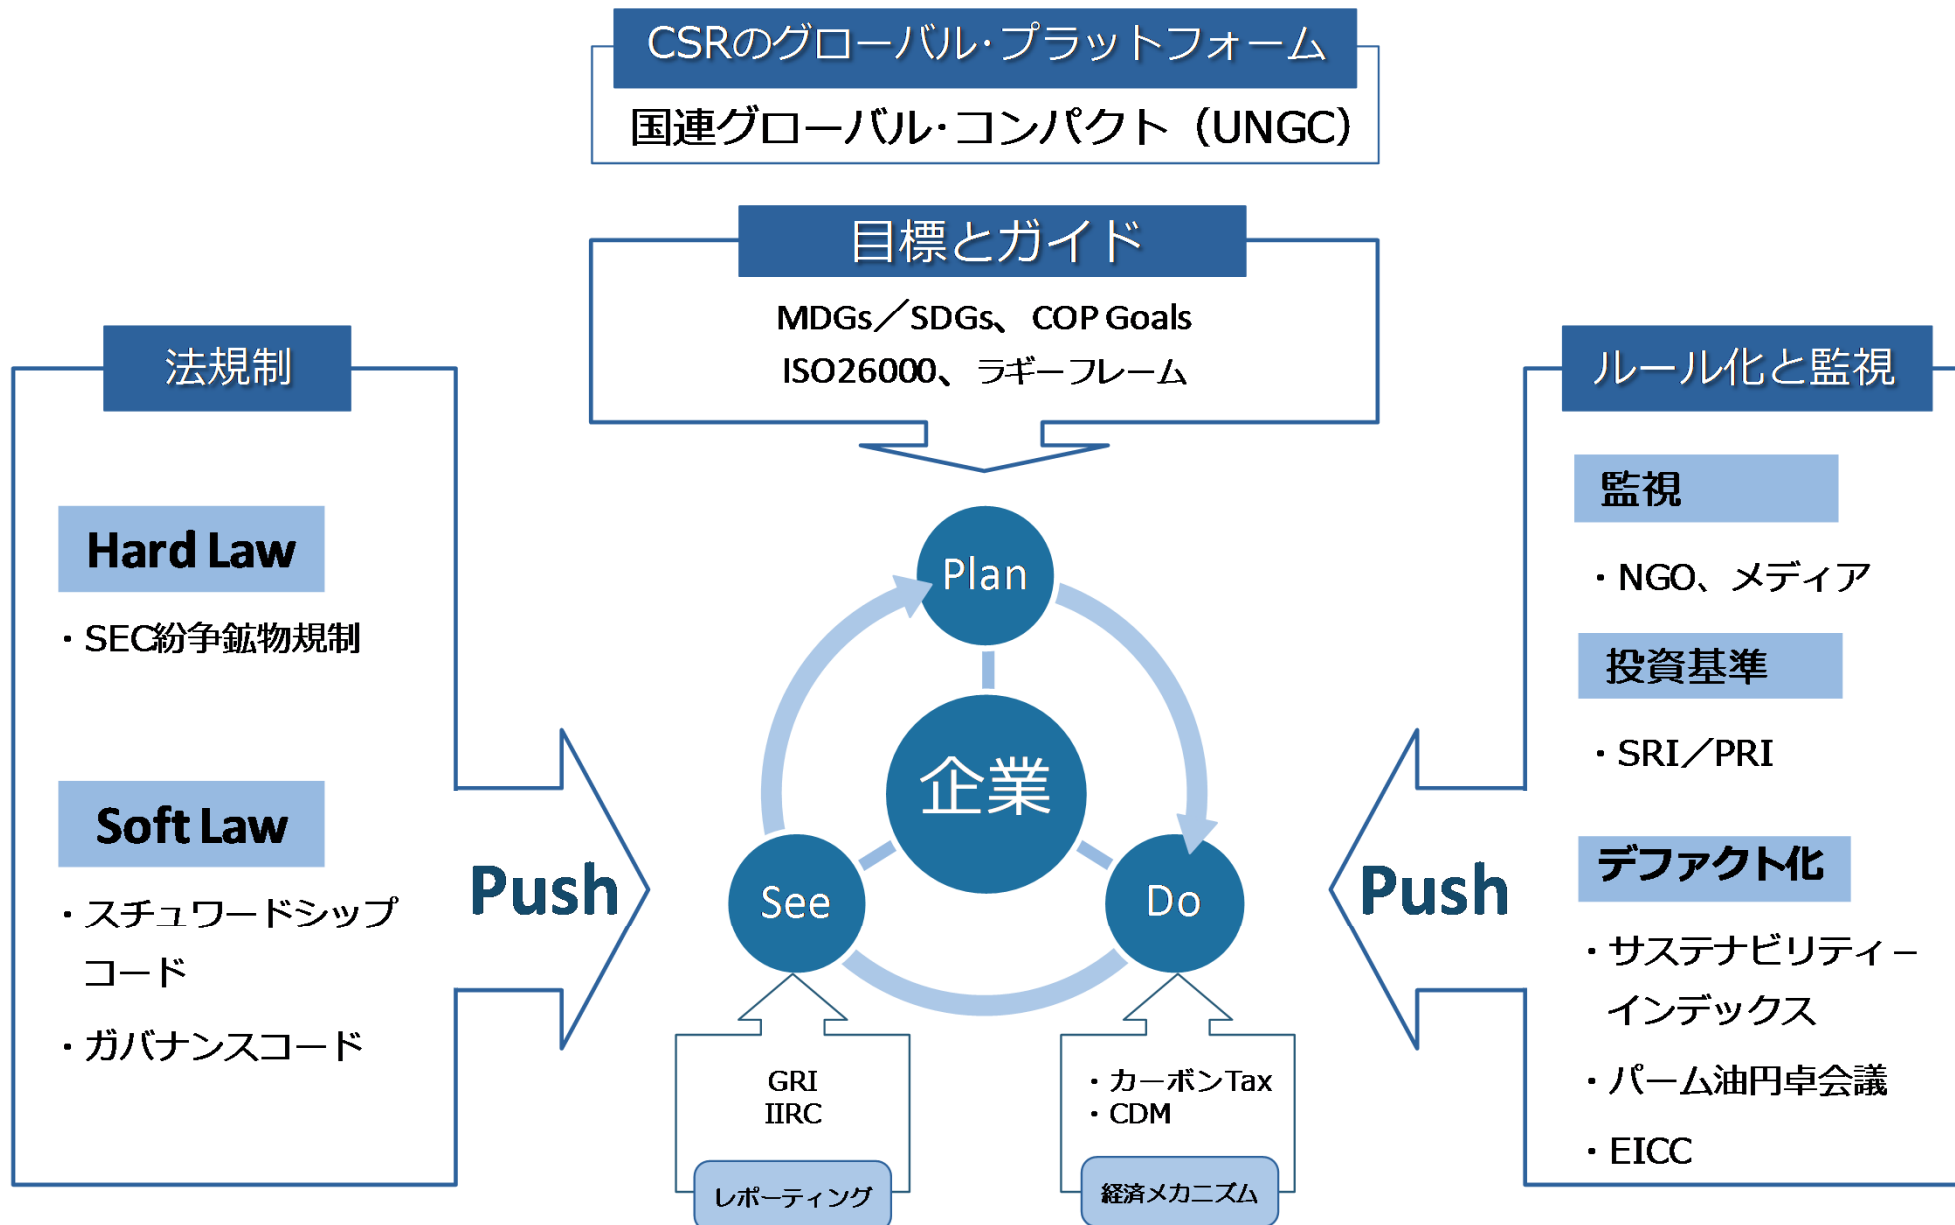 CSRのグローバル・プラットフォーム
国連グローバル・コンパクト（UNGC）
目標とガイド
MDGs／SDGs、COP Goals
ISO26000、ラギーフレーム
法規制
Hard Law
・SEC紛争鉱物規制
Soft Law
・スチュワードシップ
コード
・ガバナンスコード
Push
Plan
企業
See
Do
GRI
IIRC
レポーティング
・カーボンTax
・CDM
経済メカニズム
Push
ルール化と監視
監視
・NGO、メディア
投資基準
・SRI／PRI
デファクト化
・サステナビリティー
インデックス
・パーム油円卓会議
・EICC